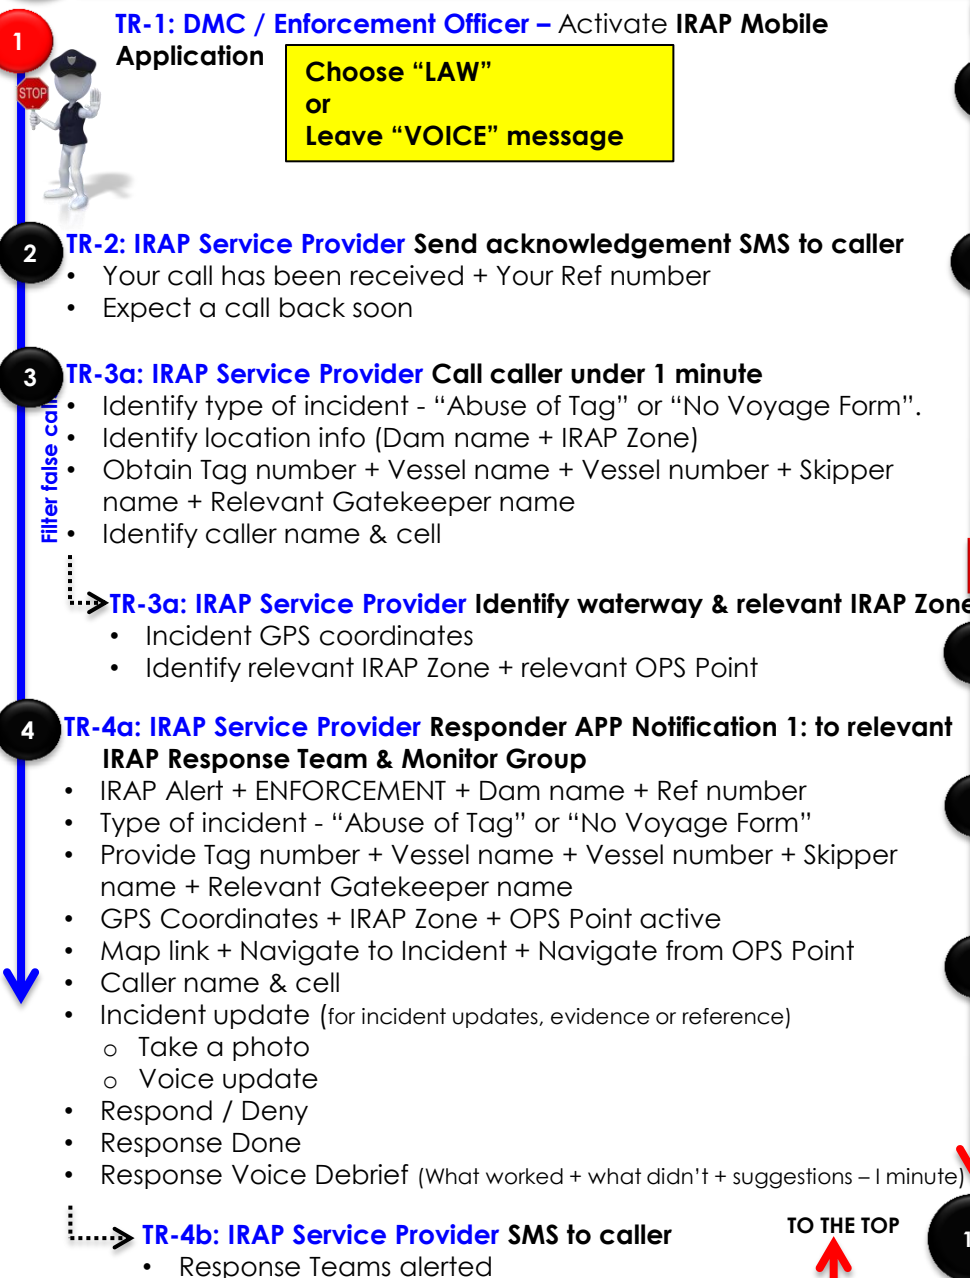 1
TR-1: DMC / Enforcement Officer – Activate IRAP Mobile
Application
STOP
Choose “LAW”
or
Leave “VOICE” message
2
TR-2: IRAP Service Provider Send acknowledgement SMS to caller
• Your call has been received + Your Ref number
• Expect a call back soon
3
TR-3a: IRAP Service Provider Call caller under 1 minute
• Identify type of incident - “Abuse of Tag” or “No Voyage Form”.
• Identify location info (Dam name + IRAP Zone)
• Obtain Tag number + Vessel name + Vessel number + Skipper
name + Relevant Gatekeeper name
• Identify caller name & cell
Filter false call
TR-3a: IRAP Service Provider Identify waterway & relevant IRAP Zone
• Incident GPS coordinates
• Identify relevant IRAP Zone + relevant OPS Point
4
TR-4a: IRAP Service Provider Responder APP Notification 1: to relevant
IRAP Response Team & Monitor Group
• IRAP Alert + ENFORCEMENT + Dam name + Ref number
• Type of incident - “Abuse of Tag” or “No Voyage Form”
• Provide Tag number + Vessel name + Vessel number + Skipper
name + Relevant Gatekeeper name
• GPS Coordinates + IRAP Zone + OPS Point active
• Map link + Navigate to Incident + Navigate from OPS Point
• Caller name & cell
• Incident update (for incident updates, evidence or reference)
o Take a photo
o Voice update
• Respond / Deny
• Response Done
• Response Voice Debrief (What worked + what didn’t + suggestions – I minute)
TR-4b: IRAP Service Provider SMS to caller
• Response Teams alerted
TO THE TOP
1